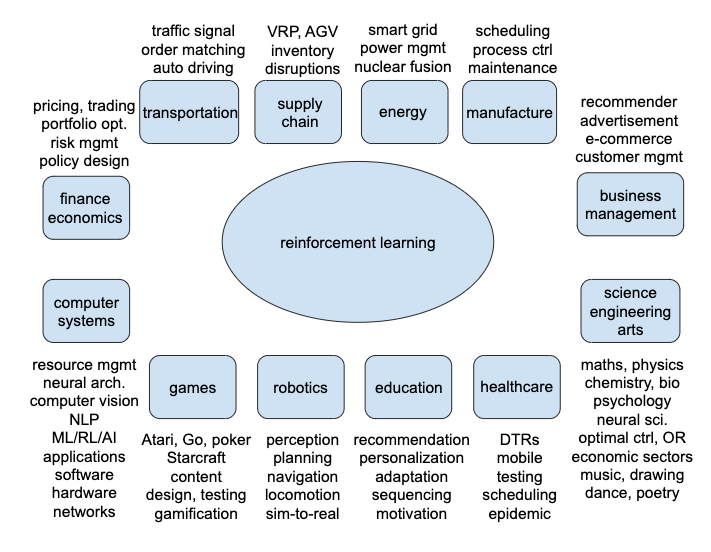 traffic signal
order matching
auto driving
transportation
VRP, AGV
inventory
disruptions
supply
chain
smart grid
power mgmt
nuclear fusion
energy
scheduling
process ctrl
maintenance
manufacture
pricing, trading
portfolio opt.
risk mgmt
policy design
finance
economics
recommender
advertisement
e-commerce
customer mgmt
business
management
reinforcement learning
computer
systems
resource mgmt
neural arch.
computer vision
NLP
ML/RL/AI
applications
software
hardware
networks
games
Atari, Go, poker
Starcraft
content
design, testing
gamification
robotics
perception
planning
navigation
locomotion
sim-to-real
education
recommendation
personalization
adaptation
sequencing
motivation
healthcare
DTRs
mobile
testing
scheduling
epidemic
science
engineering
arts
maths, physics
chemistry, bio
psychology
neural sci.
optimal ctrl, OR
economic sectors
music, drawing
dance, poetry